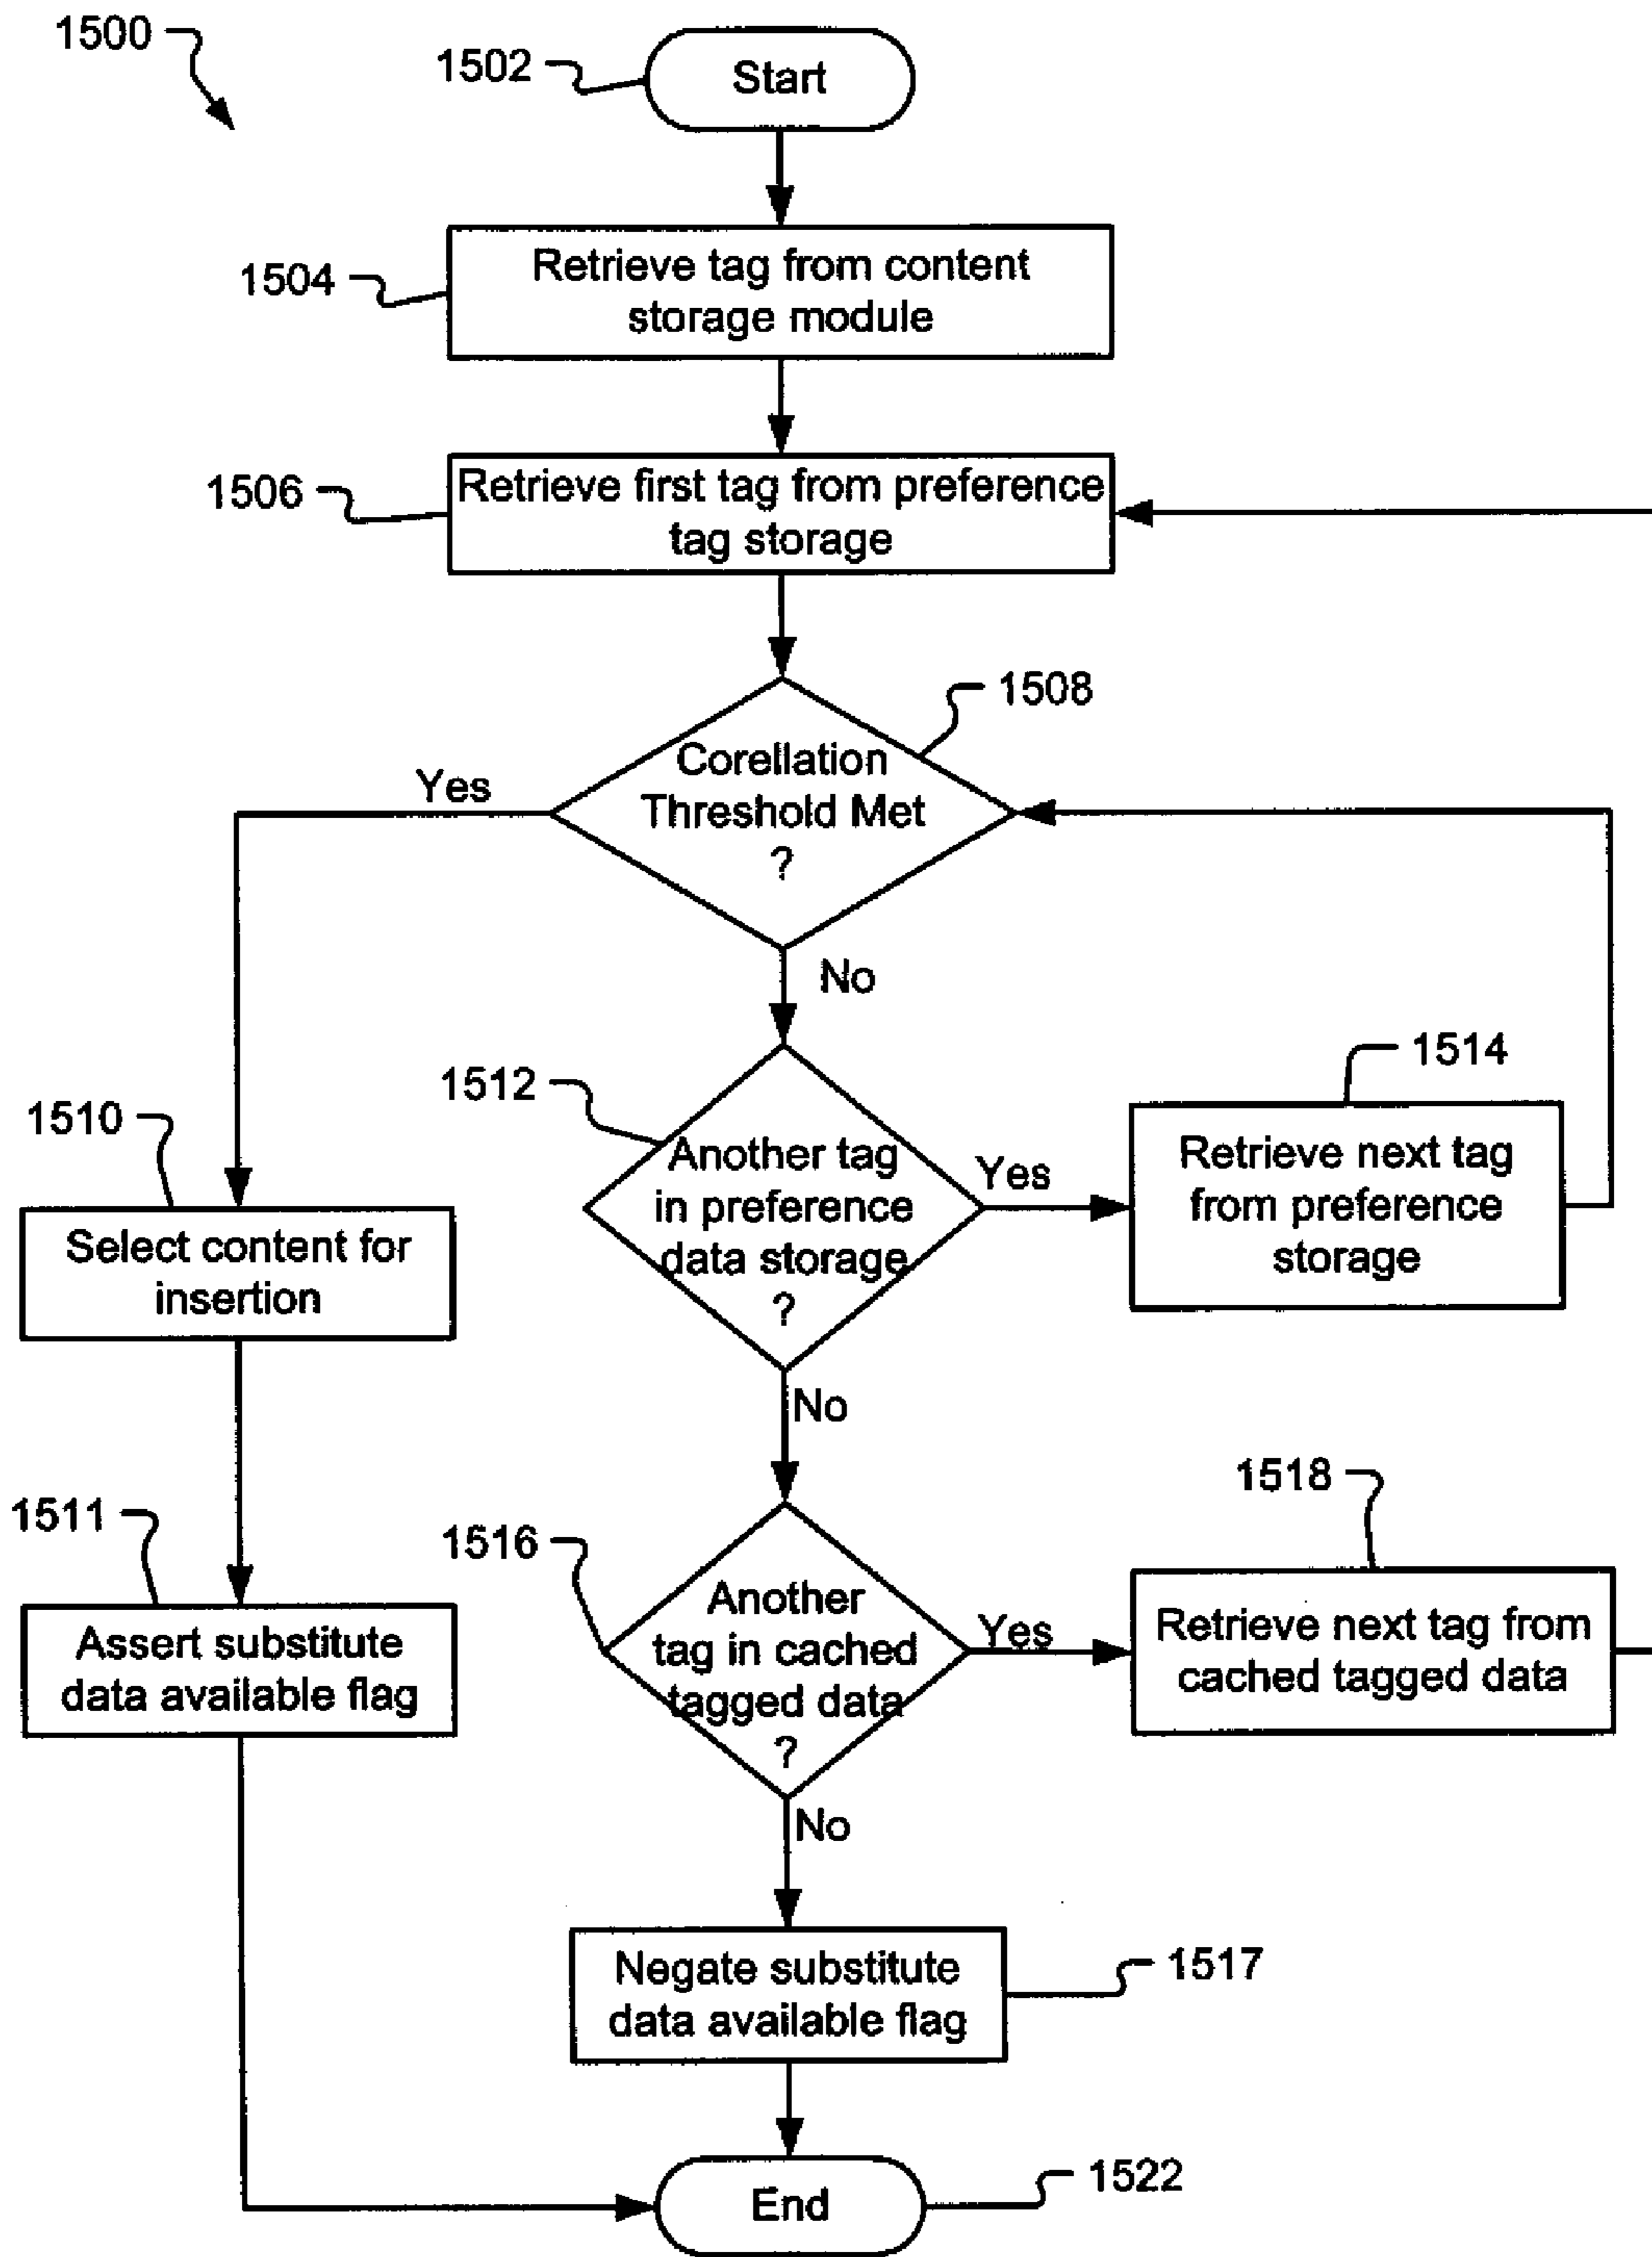 1500
1502
Start
1504
Retrieve tag from content
storage module
1506
Retrieve first tag from preference
tag storage
1508
Corellation
Threshold Met
?
Yes
No
1510
Select content for
insertion
1512
Another tag
in preference
data storage
?
Yes
1514
Retrieve next tag
from preference
storage
No
1511
Assert substitute
data available flag
1516
Another
tag in cached
tagged data
?
Yes
1518
Retrieve next tag from
cached tagged data
No
Negate substitute
data available flag
1517
End
1522